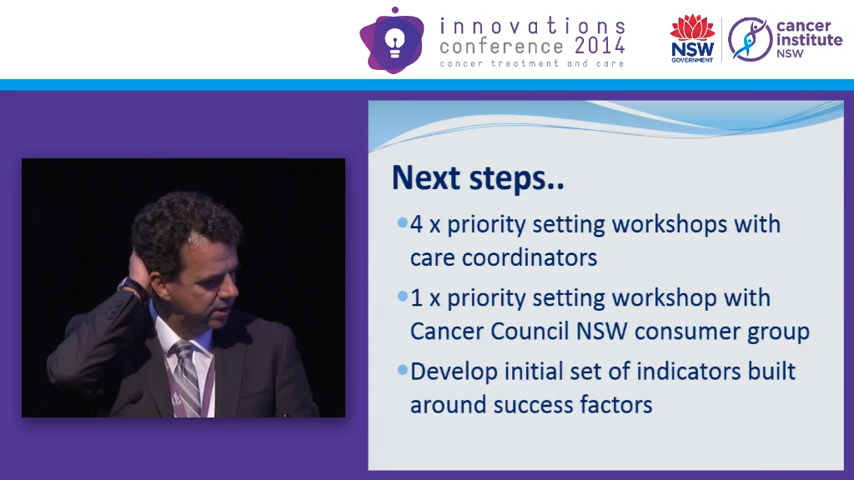 innovations
conference 2014
cancer treatment and care
NSW
GOVERNMENT
cancer
institute
NSW
Next steps..
•4 x priority setting workshops with
care coordinators
•1 x priority setting workshop with
Cancer Council NSW consumer group
•Develop initial set of indicators built
around success factors